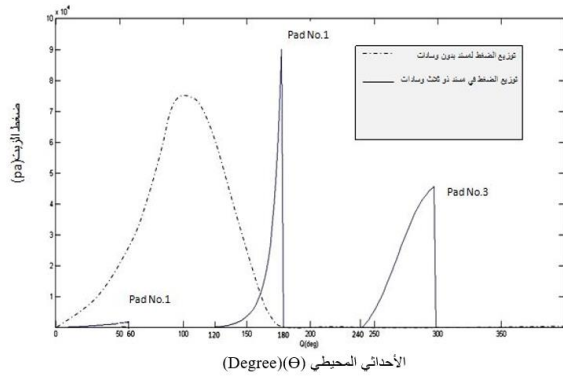 x 10⁴
10
9
8
7
6
5
4
3
2
1
0
ضغط الزيت(pa)
Pad No.1
Pad No.1
Pad No.3
توزيع الضغط لمسند بدون وسادات
توزيع الضغط في مسند ذو ثلاث وسادات
0 50 60 100 120 150 180 200 240 250 300 350
Q(deg)
الأحداثي المحيطي (Ө)(Degree)